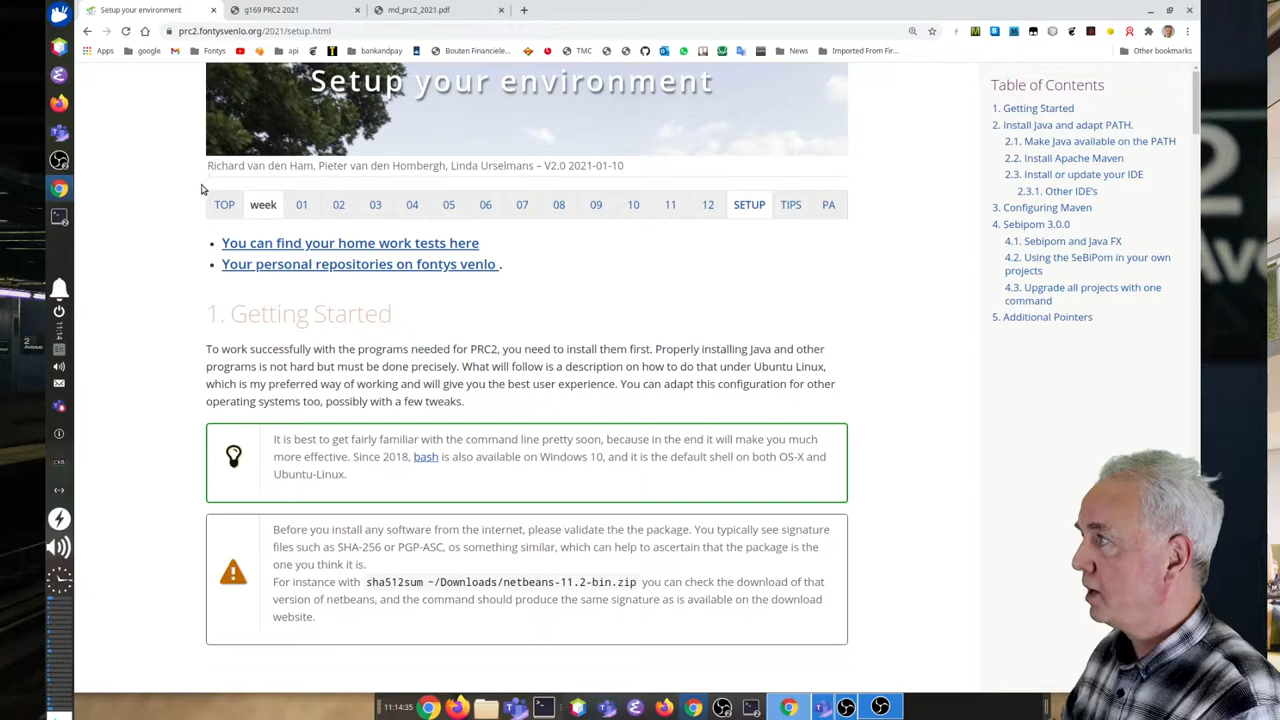 Setup your environment
g169 PRC2 2021
md_prc2_2021.pdf
prc2.fontysvenlo.org/2021/setup.html
Apps
google
Fontys
api
bankandpay
Bouten Financiele...
TMC
News
Imported From Fir...
Other bookmarks
Setup your environment
Richard van den Ham, Pieter van den Hombergh, Linda Urselmans – V2.0 2021-01-10
TOP week 01 02 03 04 05 06 07 08 09 10 11 12 SETUP TIPS PA
You can find your home work tests here
Your personal repositories on fontys venlo .
1. Getting Started
To work successfully with the programs needed for PRC2, you need to install them first. Properly installing Java and other
programs is not hard but must be done precisely. What will follow is a description on how to do that under Ubuntu Linux,
which is my preferred way of working and will give you the best user experience. You can adapt this configuration for other
operating systems too, possibly with a few tweaks.
It is best to get fairly familiar with the command line pretty soon, because in the end it will make you much
more effective. Since 2018, bash is also available on Windows 10, and it is the default shell on both OS-X and
Ubuntu-Linux.
Before you install any software from the internet, please validate the the package. You typically see signature
files such as SHA-256 or PGP-ASC, os something similar, which can help to ascertain that the package is the
one you think it is.
For instance with sha512sum ~/Downloads/netbeans-11.2-bin.zip you can check the download of that
version of netbeans, and the command should produce the same signature as is available on the download
website.
Table of Contents
1. Getting Started
2. Install Java and adapt PATH.
2.1. Make Java available on the PATH
2.2. Install Apache Maven
2.3. Install or update your IDE
2.3.1. Other IDE's
3. Configuring Maven
4. Sebipom 3.0.0
4.1. Sebipom and Java FX
4.2. Using the SeBiPom in your own
projects
4.3. Upgrade all projects with one
command
5. Additional Pointers
11:14
En
11:14:35